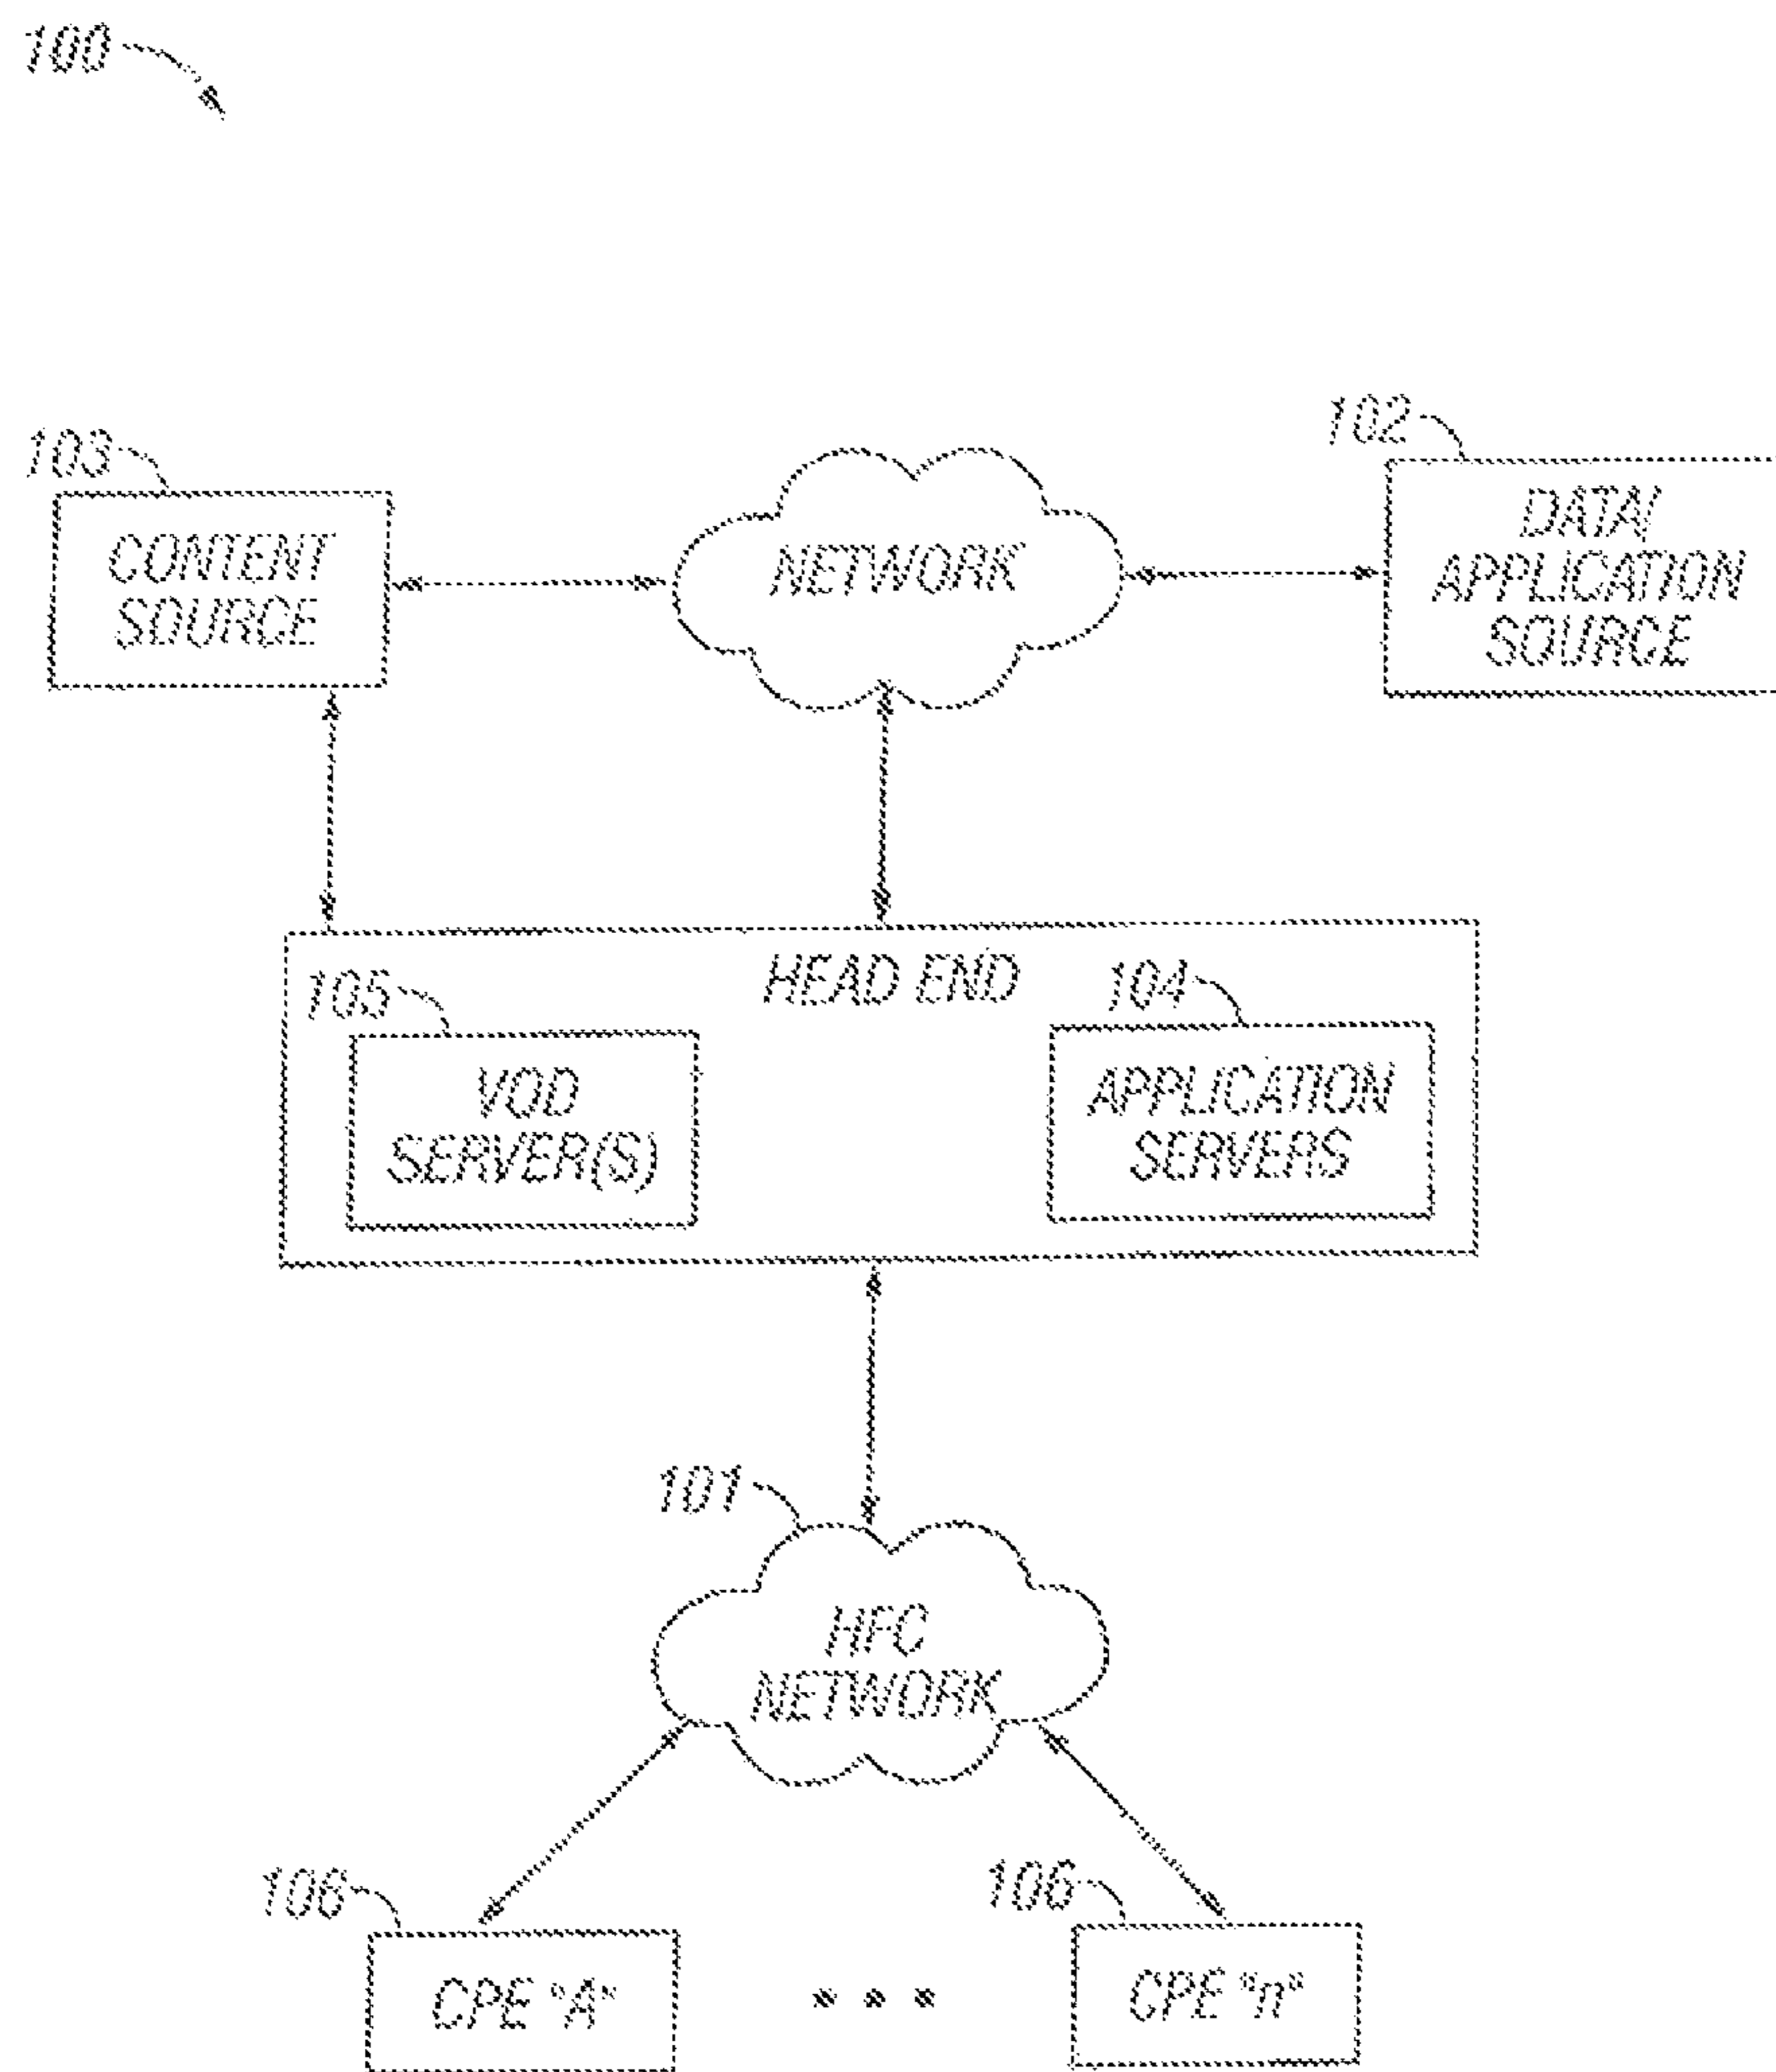 100
103
102
CONTENT
SOURCE
NETWORK
DATA/
APPLICATION
SOURCE
HEAD END
105
104
VOD
SERVER(S)
APPLICATION
SERVERS
101
HFC
NETWORK
106
106
CPE "A"
CPE "n"